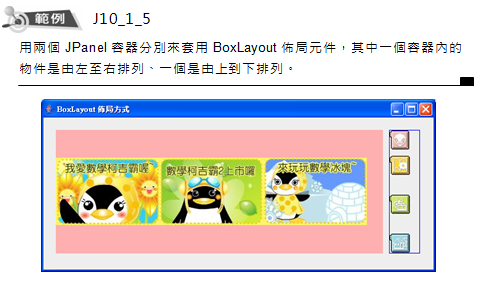 範例 J10_1_5
用兩個 JPanel 容器分別來套用 BoxLayout 佈局元件，其中一個容器內的
物件是由左至右排列、一個是由上到下排列。
BoxLayout 佈局方式
我愛數學柯吉霸喔~
數學柯吉霸2上市囉
來玩玩數學冰塊~